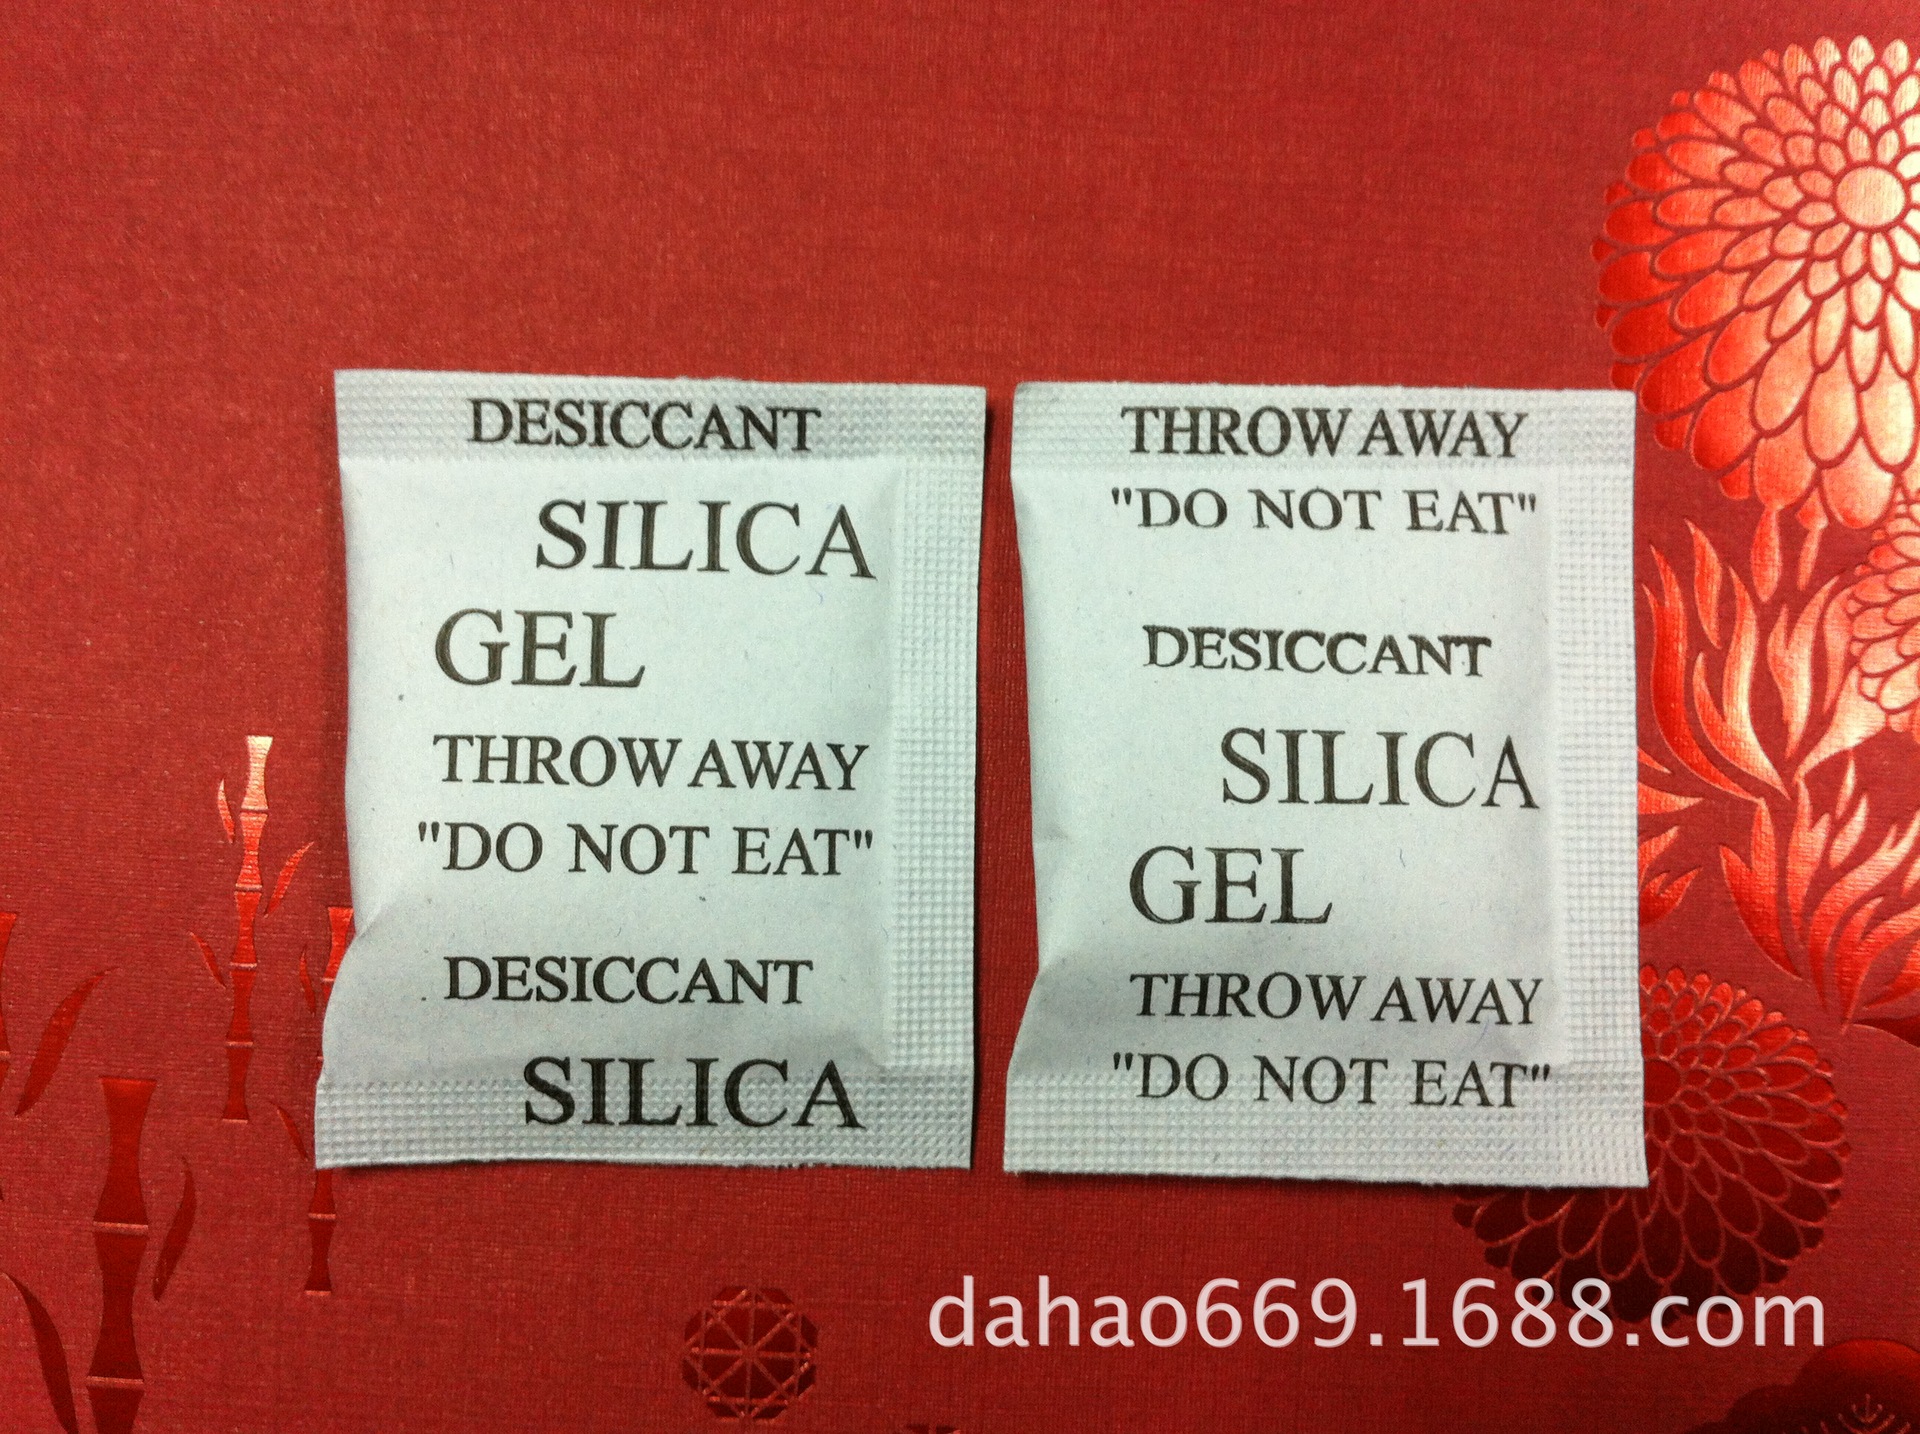 DESICCANT
SILICA
GEL
THROW AWAY
"DO NOT EAT"
DESICCANT
SILICA
THROW AWAY
"DO NOT EAT"
DESICCANT
SILICA
GEL
THROW AWAY
"DO NOT EAT"
dahao669.1688.com